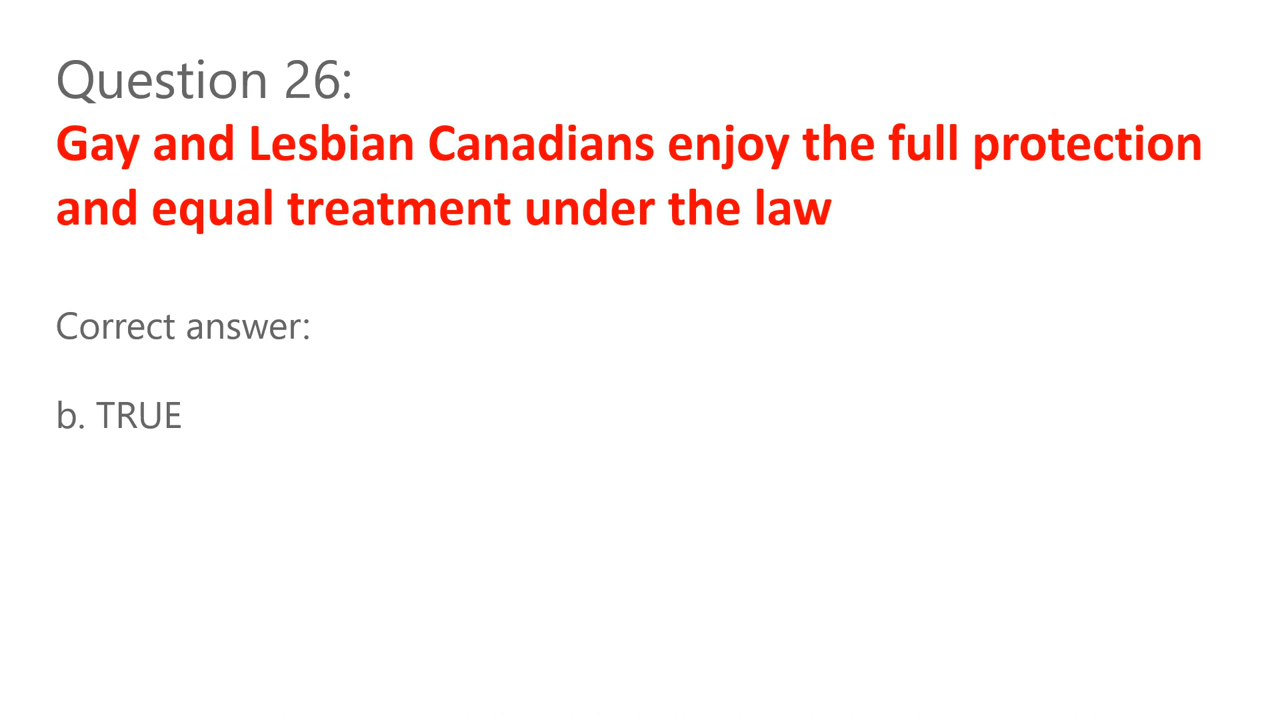 Question 26:
Gay and Lesbian Canadians enjoy the full protection
and equal treatment under the law
Correct answer:
b. TRUE